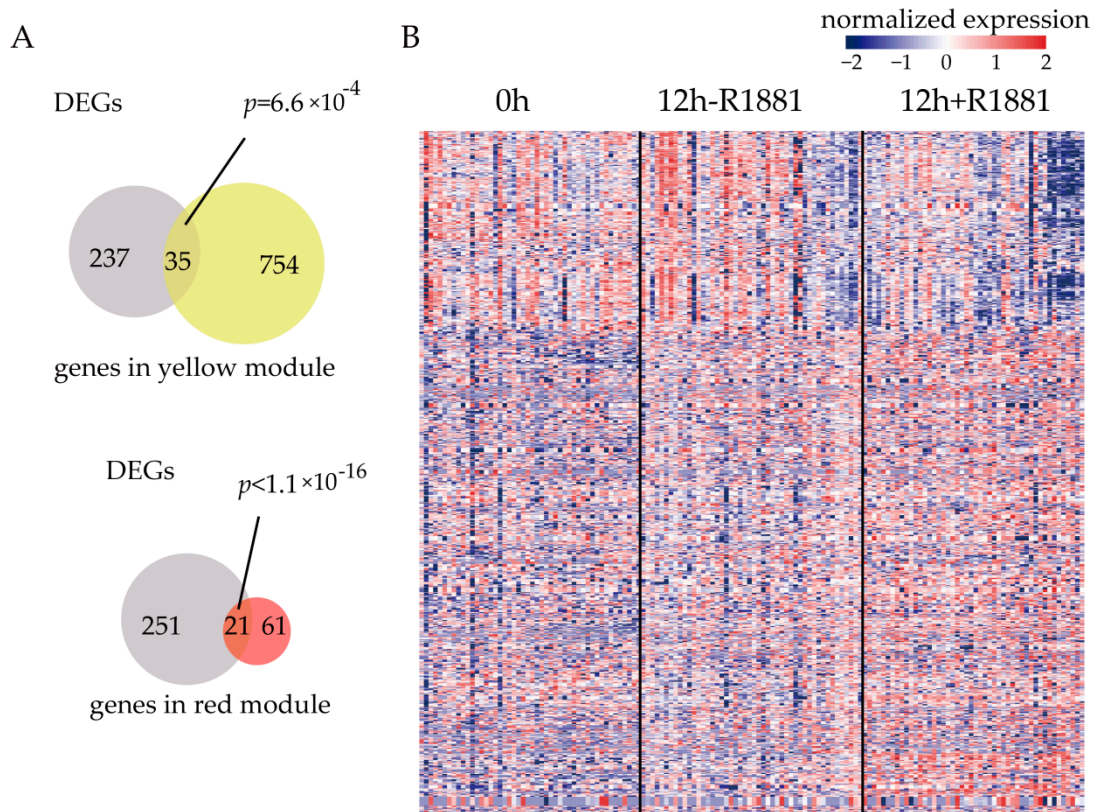 A
DEGs
p=6.6 ×10⁻⁴
237
35
754
genes in yellow module
DEGs
p<1.1 ×10⁻¹⁶
251
21
61
genes in red module
B
normalized expression
−2 −1 0 1 2
0h 12h-R1881 12h+R1881